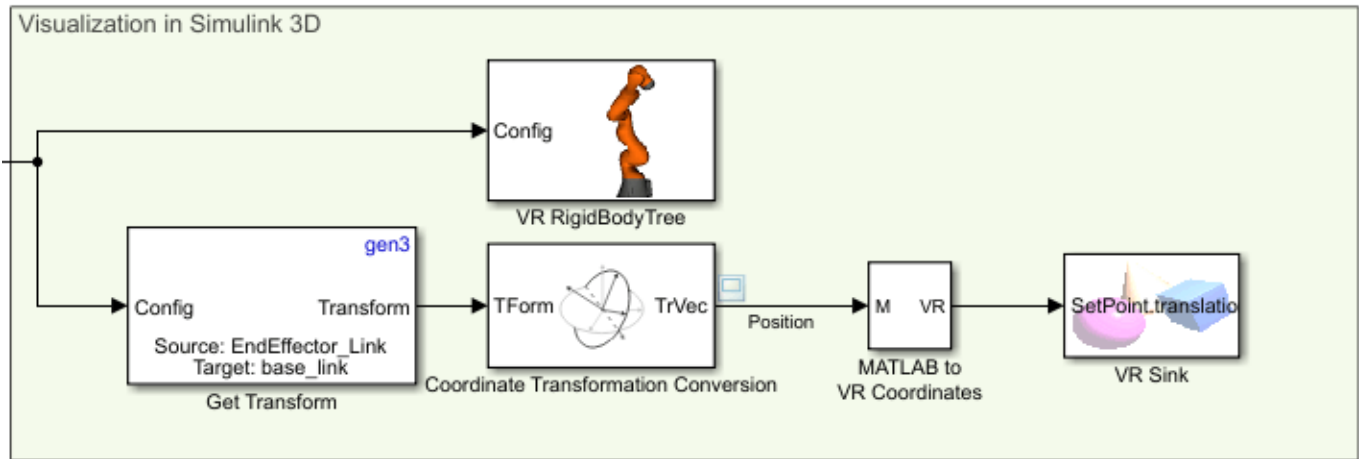 Visualization in Simulink 3D
Config
VR RigidBodyTree
gen3
Config
Transform
Source: EndEffector_Link
Target: base_link
Get Transform
TForm
TrVec
Coordinate Transformation Conversion
Position
M
VR
MATLAB to
VR Coordinates
SetPoint.translatio
VR Sink